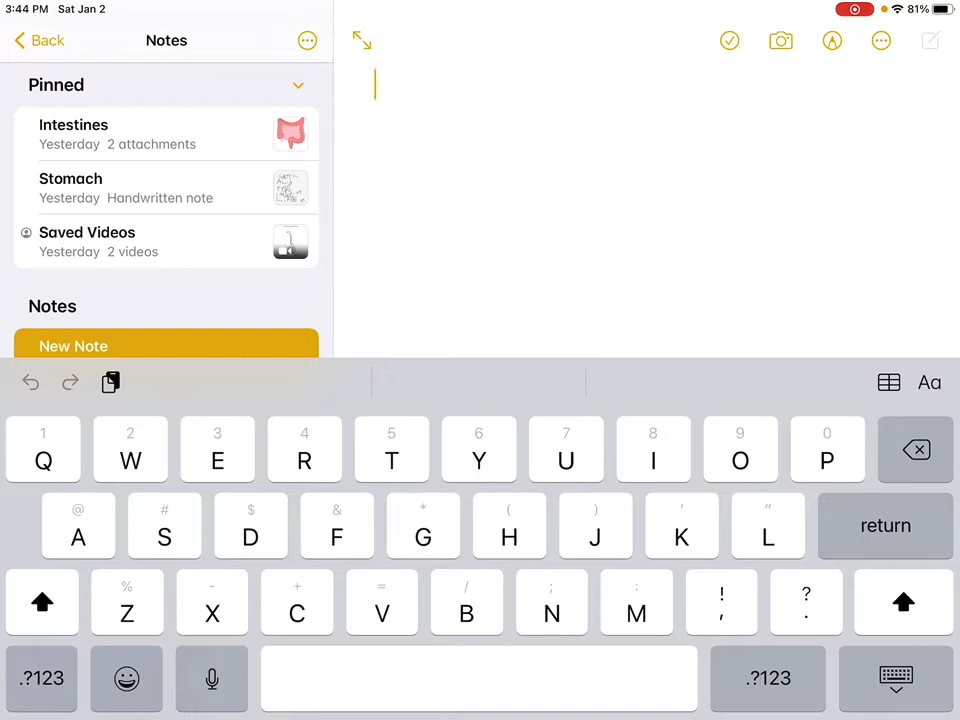 3:44 PM Sat Jan 2
81%
Back
Notes
Pinned
Intestines
Yesterday 2 attachments
Stomach
Yesterday Handwritten note
Saved Videos
Yesterday 2 videos
Notes
New Note
Aa
1 2 3 4 5 6 7 8 9 0
Q W E R T Y U I O P
@ # $ & * ( ) ' "
A S D F G H J K L return
% - + = / ; : ! ?
Z X C V B N M , .
.?123 .?123